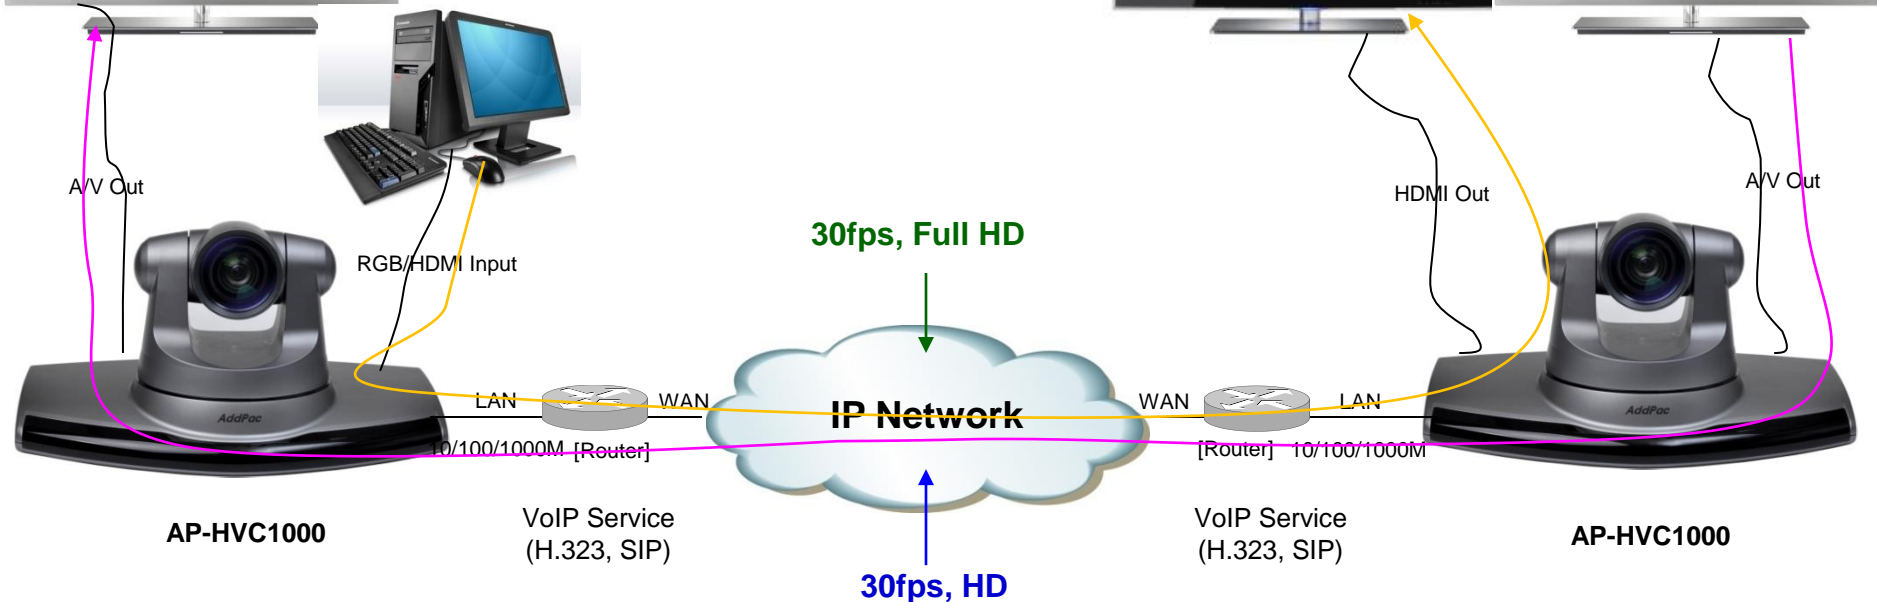 A/V Out
HDMI Out
A/V Out
30fps, Full HD
RGB/HDMI Input
AddPac
LAN
WAN
IP Network
WAN
LAN
AddPac
10/100/1000M
[Router]
[Router]
10/100/1000M
VoIP Service
(H.323, SIP)
VoIP Service
(H.323, SIP)
AP-HVC1000
AP-HVC1000
30fps, HD